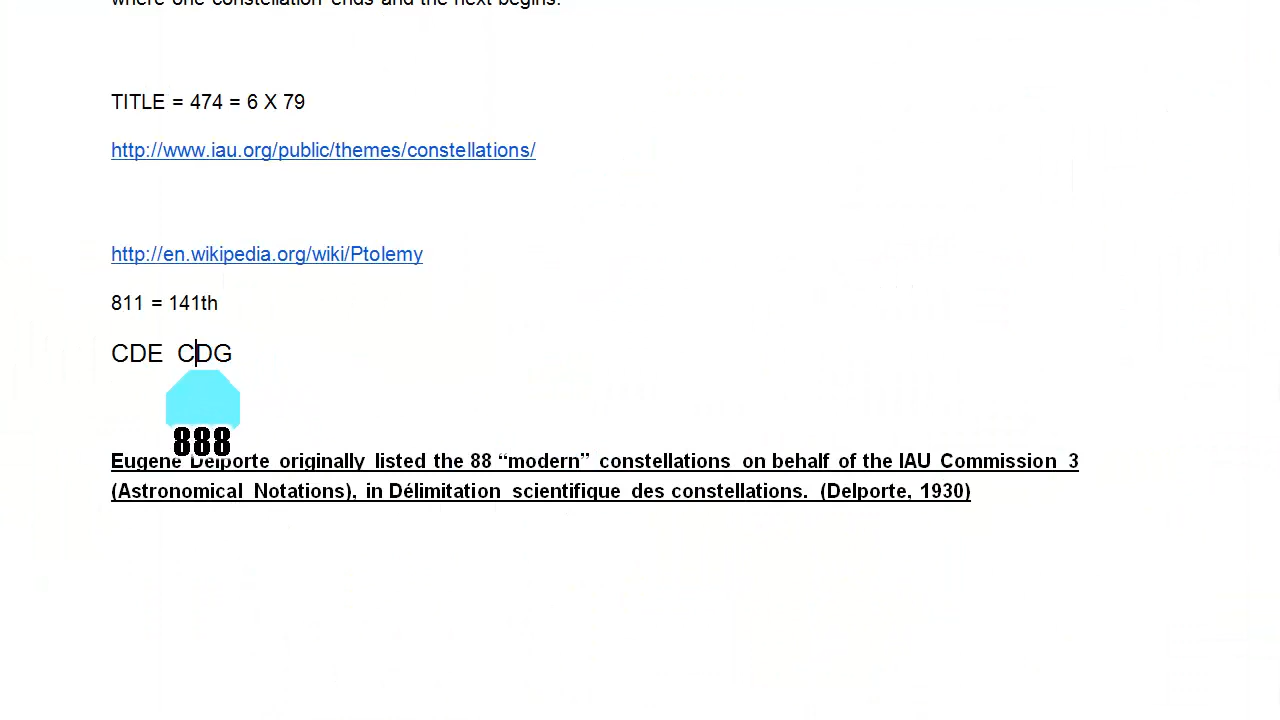 where one constellation ends and the next begins.
TITLE = 474 = 6 X 79
http://www.iau.org/public/themes/constellations/
http://en.wikipedia.org/wiki/Ptolemy
811 = 141th
CDE CDG
888
Eugene Delporte originally listed the 88 “modern” constellations on behalf of the IAU Commission 3
(Astronomical Notations), in Délimitation scientifique des constellations. (Delporte, 1930)